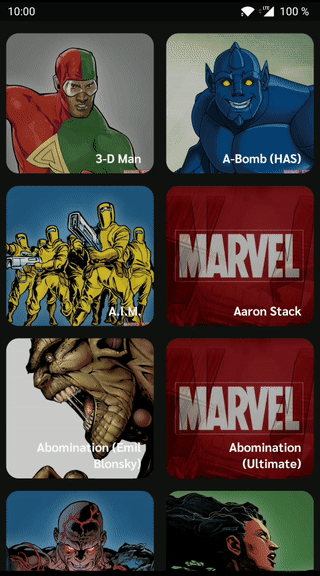 10:00
LTE
100 %
3-D Man
A-Bomb (HAS)
A.I.M.
MARVEL
Aaron Stack
Abomination (Emil
Blonsky)
MARVEL
Abomination
(Ultimate)